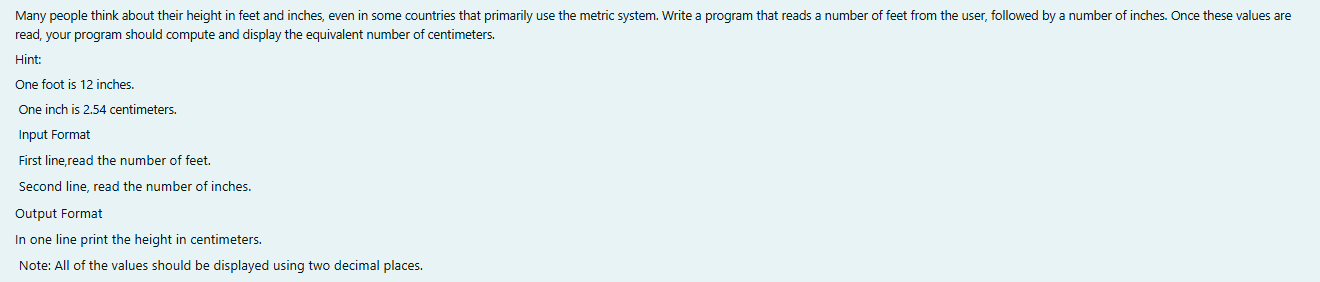 Many people think about their height in feet and inches, even in some countries that primarily use the metric system. Write a program that reads a number of feet from the user, followed by a number of inches. Once these values are
read, your program should compute and display the equivalent number of centimeters.
Hint:
One foot is 12 inches.
One inch is 2.54 centimeters.
Input Format
First line,read the number of feet.
Second line, read the number of inches.
Output Format
In one line print the height in centimeters.
Note: All of the values should be displayed using two decimal places.